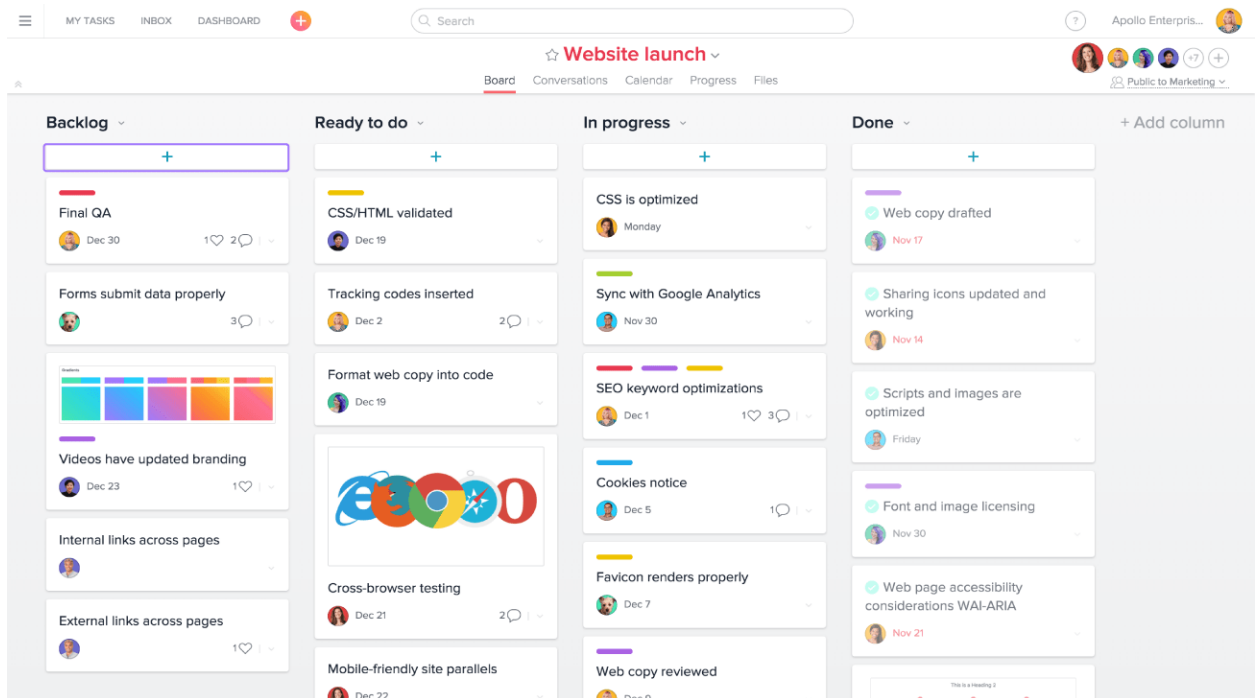 MY TASKS INBOX DASHBOARD + Search ? Apollo Enterpris...
Website launch
+7 +
Board Conversations Calendar Progress Files
Public to Marketing
Backlog
+
Final QA
Dec 30 1 2
Forms submit data properly
3
Gradients
Videos have updated branding
Dec 23 1
Internal links across pages
External links across pages
1
Ready to do
+
CSS/HTML validated
Dec 19
Tracking codes inserted
Dec 2 2
Format web copy into code
Dec 19
Cross-browser testing
Dec 21 2
Mobile-friendly site parallels
Dec 22
In progress
+
CSS is optimized
Monday
Sync with Google Analytics
Nov 30
SEO keyword optimizations
Dec 1 1 3
Cookies notice
Dec 5 1
Favicon renders properly
Dec 7
Web copy reviewed
Done
+
Web copy drafted
Nov 17
Sharing icons updated and
working
Nov 14
Scripts and images are
optimized
Friday
Font and image licensing
Nov 30
Web page accessibility
considerations WAI-ARIA
Nov 21
This is a Heading 2
+ Add column